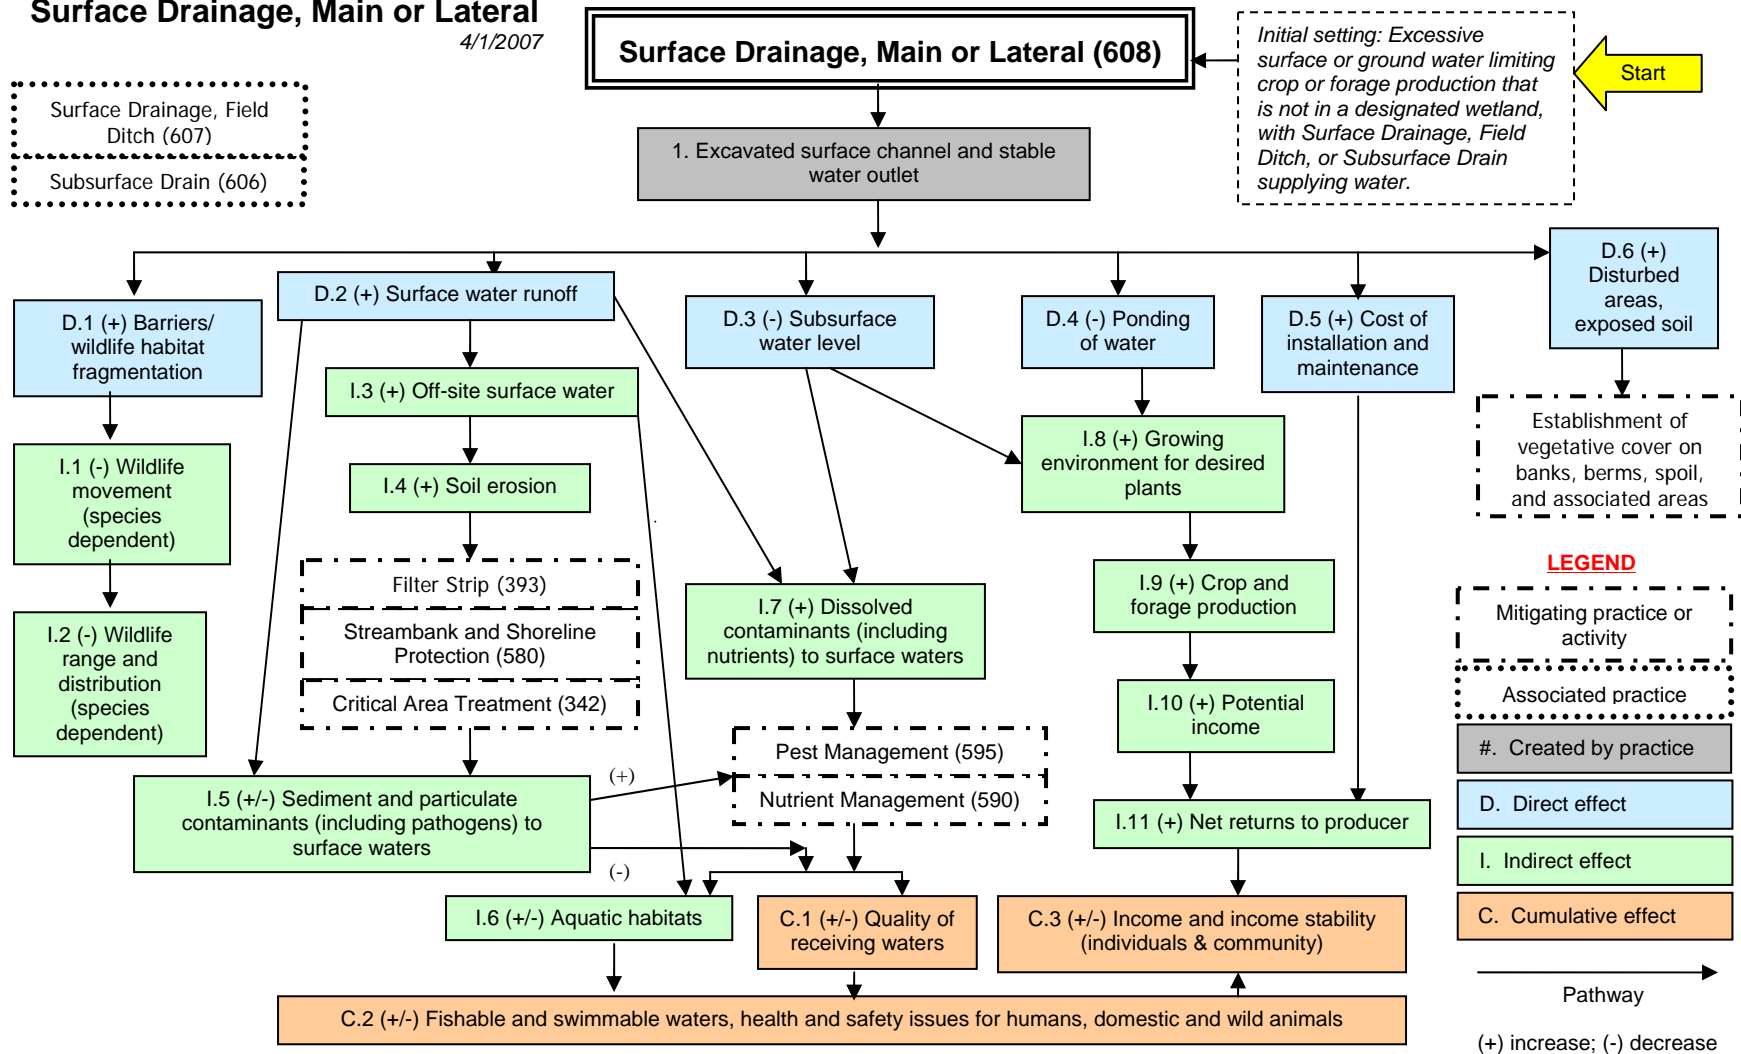 Surface Drainage, Main or Lateral
4/1/2007
Surface Drainage, Main or Lateral (608)
Initial setting: Excessive
surface or ground water limiting
crop or forage production that
is not in a designated wetland,
with Surface Drainage, Field
Ditch, or Subsurface Drain
supplying water.
Start
Surface Drainage, Field
Ditch (607)
Subsurface Drain (606)
1. Excavated surface channel and stable
water outlet
D.1 (+) Barriers/
wildlife habitat
fragmentation
D.2 (+) Surface water runoff
D.3 (-) Subsurface
water level
D.4 (-) Ponding
of water
D.5 (+) Cost of
installation and
maintenance
D.6 (+)
Disturbed
areas,
exposed soil
I.1 (-) Wildlife
movement
(species
dependent)
I.2 (-) Wildlife
range and
distribution
(species
dependent)
I.3 (+) Off-site surface water
I.4 (+) Soil erosion
Filter Strip (393)
Streambank and Shoreline
Protection (580)
Critical Area Treatment (342)
I.5 (+/-) Sediment and particulate
contaminants (including pathogens) to
surface waters
(+)
(-)
I.6 (+/-) Aquatic habitats
I.7 (+) Dissolved
contaminants (including
nutrients) to surface waters
Pest Management (595)
Nutrient Management (590)
C.1 (+/-) Quality of
receiving waters
I.8 (+) Growing
environment for desired
plants
I.9 (+) Crop and
forage production
I.10 (+) Potential
income
I.11 (+) Net returns to producer
C.3 (+/-) Income and income stability
(individuals & community)
C.2 (+/-) Fishable and swimmable waters, health and safety issues for humans, domestic and wild animals
Establishment of
vegetative cover on
banks, berms, spoil,
and associated areas
LEGEND
Mitigating practice or
activity
Associated practice
#. Created by practice
D. Direct effect
I. Indirect effect
C. Cumulative effect
Pathway
(+) increase; (-) decrease